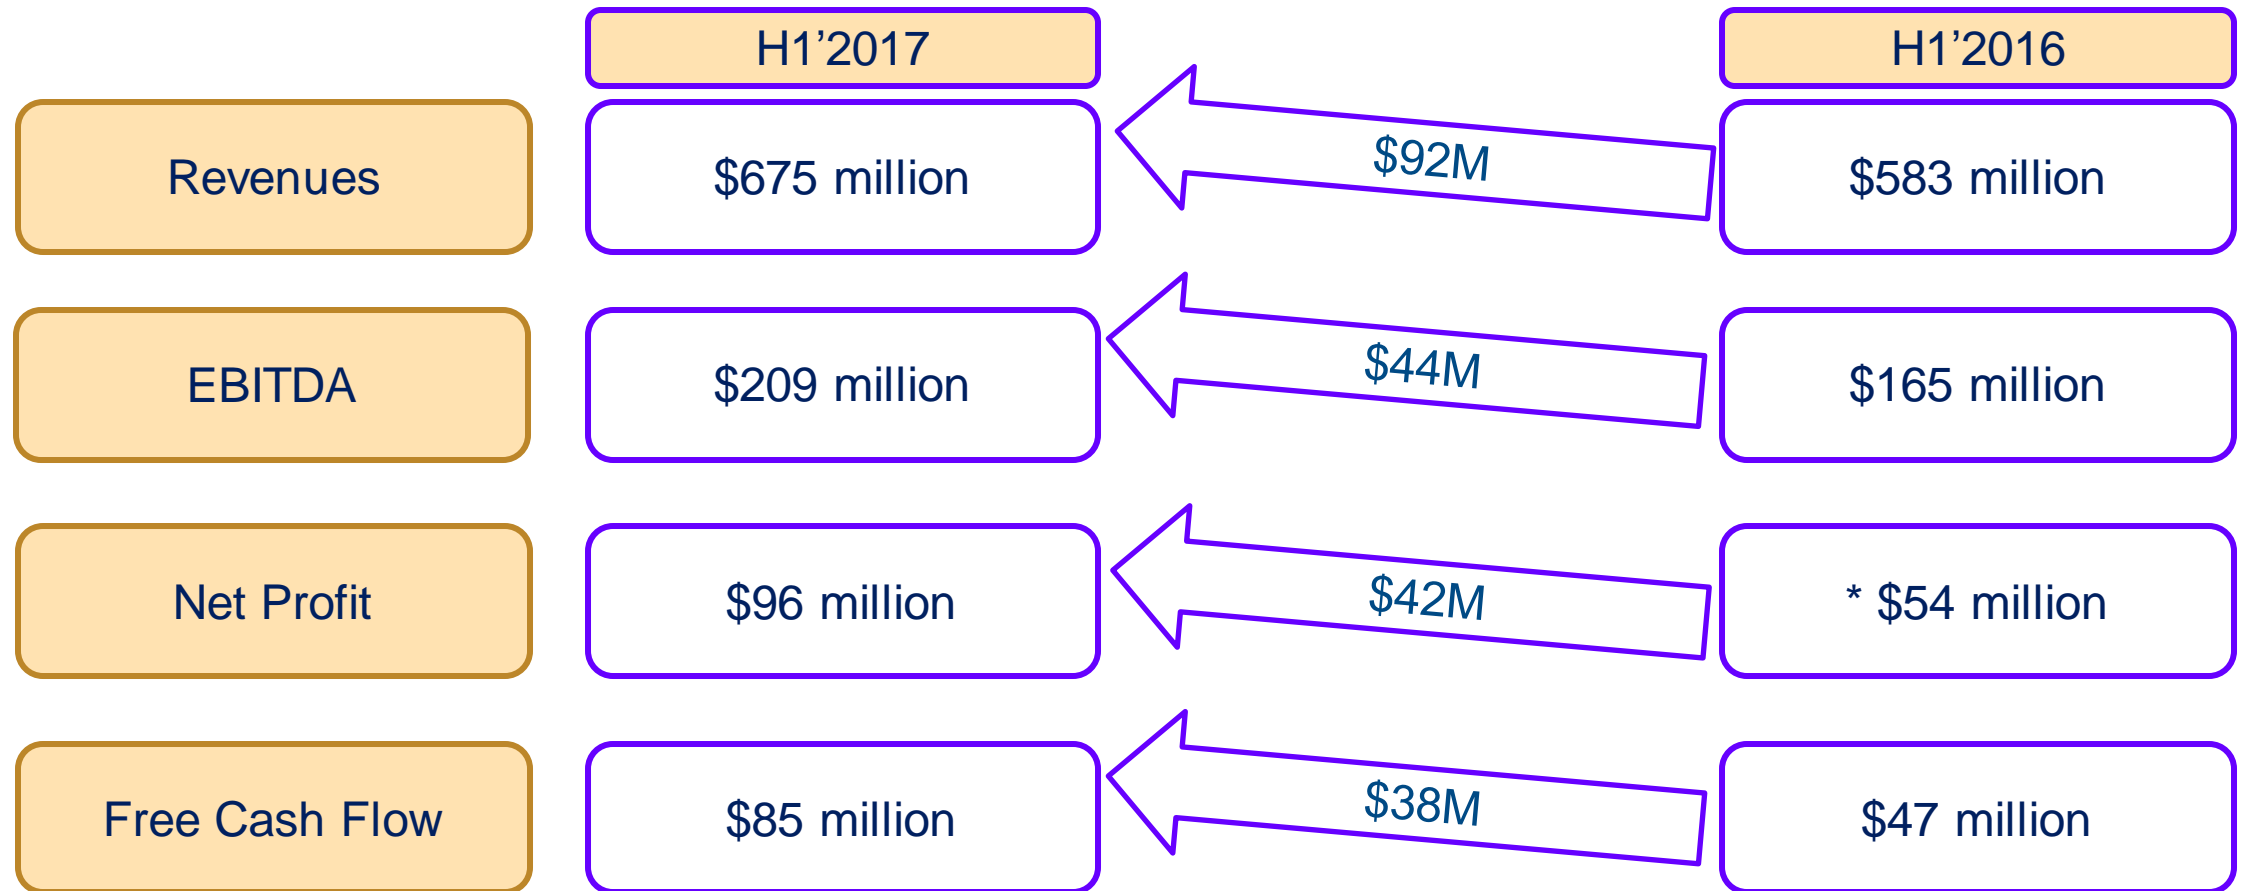 H1’2017
H1’2016
Revenues
$675 million
$92M
$583 million
EBITDA
$209 million
$44M
$165 million
Net Profit
$96 million
$42M
* $54 million
Free Cash Flow
$85 million
$38M
$47 million